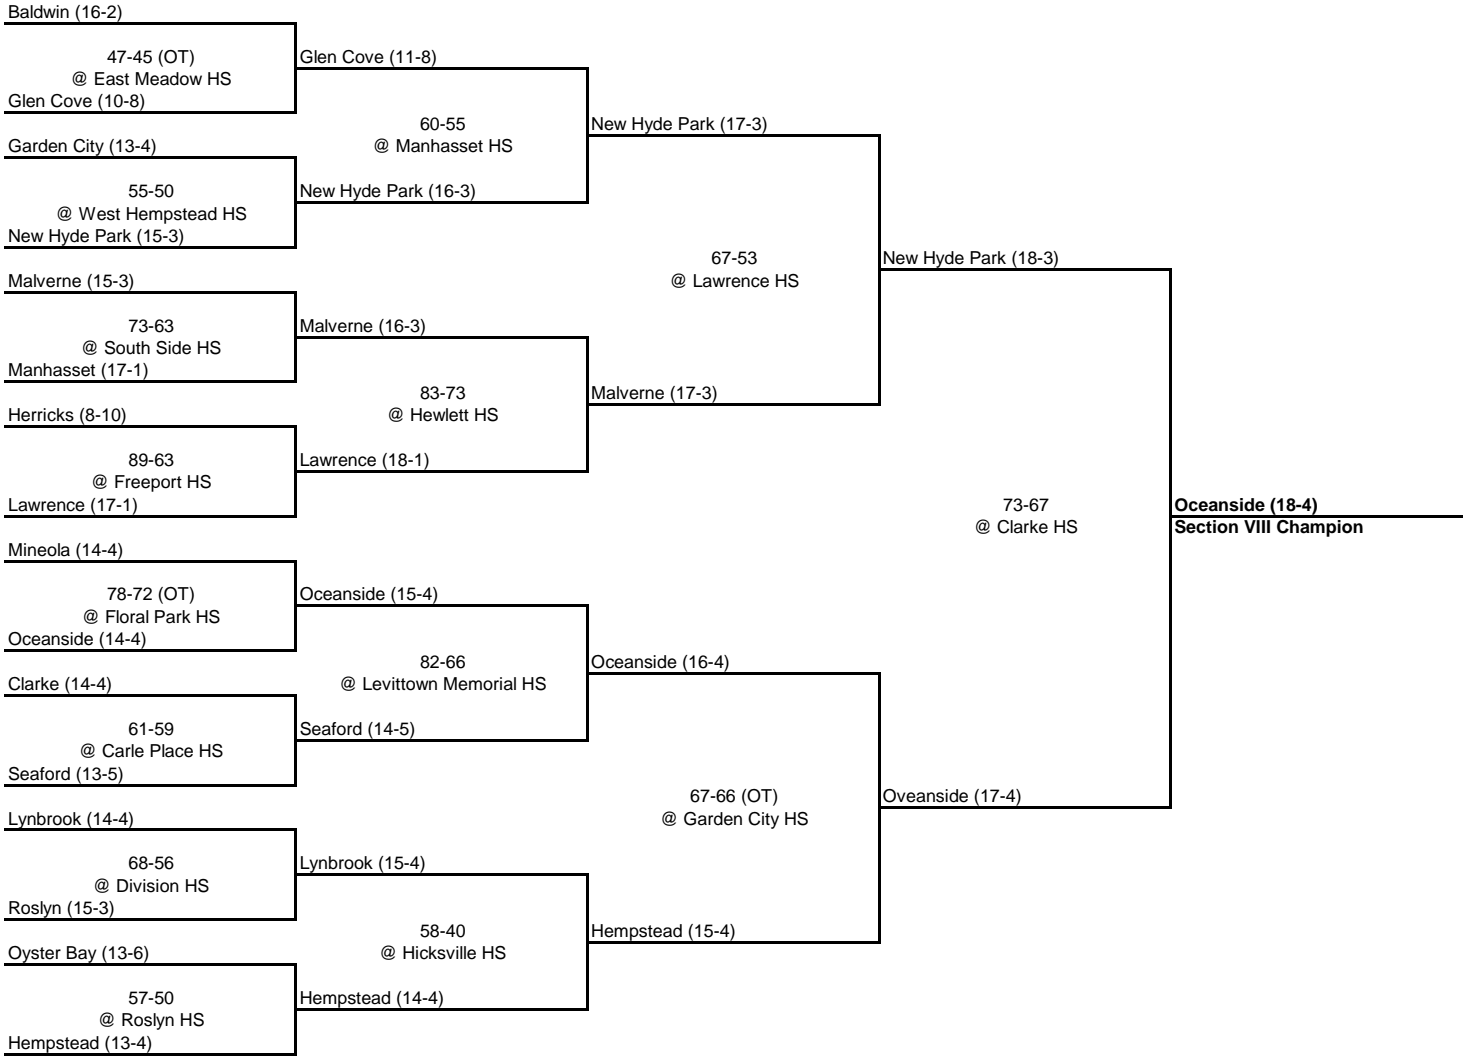 Baldwin (16-2)
47-45 (OT)
@ East Meadow HS
Glen Cove (10-8)
Garden City (13-4)
55-50
@ West Hempstead HS
New Hyde Park (15-3)
Malverne (15-3)
73-63
@ South Side HS
Manhasset (17-1)
Herricks (8-10)
89-63
@ Freeport HS
Lawrence (17-1)
Mineola (14-4)
78-72 (OT)
@ Floral Park HS
Oceanside (14-4)
Clarke (14-4)
61-59
@ Carle Place HS
Seaford (13-5)
Lynbrook (14-4)
68-56
@ Division HS
Roslyn (15-3)
Oyster Bay (13-6)
57-50
@ Roslyn HS
Hempstead (13-4)
Glen Cove (11-8)
60-55
@ Manhasset HS
New Hyde Park (16-3)
Malverne (16-3)
83-73
@ Hewlett HS
Lawrence (18-1)
Oceanside (15-4)
82-66
@ Levittown Memorial HS
Seaford (14-5)
Lynbrook (15-4)
58-40
@ Hicksville HS
Hempstead (14-4)
New Hyde Park (17-3)
67-53
@ Lawrence HS
Malverne (17-3)
Oceanside (16-4)
67-66 (OT)
@ Garden City HS
Hempstead (15-4)
New Hyde Park (18-3)
73-67
@ Clarke HS
Oveanside (17-4)
Oceanside (18-4)
Section VIII Champion